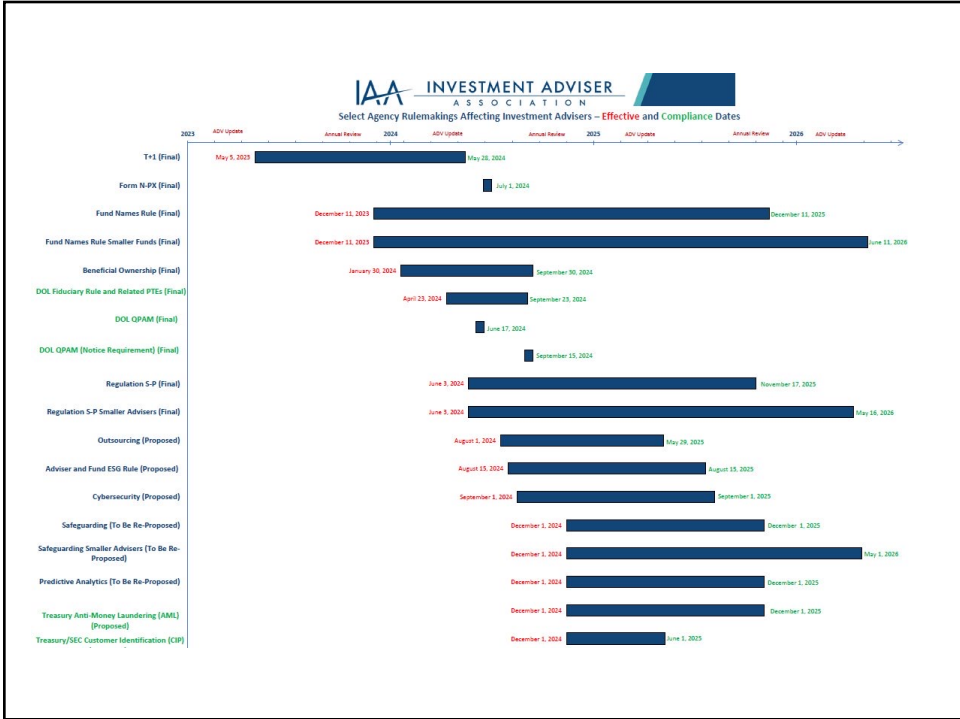 IAA INVESTMENT ADVISER
ASSOCIATION
Select Agency Rulemakings Affecting Investment Advisers – Effective and Compliance Dates
2023 ADV Update Annual Review 2024 ADV Update Annual Review 2025 ADV Update Annual Review 2026 ADV Update
T+1 (Final) May 5, 2023 May 28, 2024
Form N-PX (Final) July 1, 2024
Fund Names Rule (Final) December 11, 2023 December 11, 2025
Fund Names Rule Smaller Funds (Final) December 11, 2023 June 11, 2026
Beneficial Ownership (Final) January 30, 2024 September 30, 2024
DOL Fiduciary Rule and Related PTEs (Final)
April 23, 2024 September 23, 2024
DOL QPAM (Final)
June 17, 2024
DOL QPAM (Notice Requirement) (Final)
September 15, 2024
Regulation S-P (Final) June 3, 2024 November 17, 2025
Regulation S-P Smaller Advisers (Final) June 3, 2024 May 16, 2026
Outsourcing (Proposed) August 1, 2024 May 29, 2025
Adviser and Fund ESG Rule (Proposed) August 15, 2024 August 15, 2025
Cybersecurity (Proposed) September 1, 2024 September 1, 2025
Safeguarding (To Be Re-Proposed) December 1, 2024 December 1, 2025
Safeguarding Smaller Advisers (To Be Re-
Proposed) December 1, 2024 May 1, 2026
Predictive Analytics (To Be Re-Proposed) December 1, 2024 December 1, 2025
Treasury Anti-Money Laundering (AML) December 1, 2024 December 1, 2025
(Proposed)
Treasury/SEC Customer Identification (CIP) December 1, 2024 June 1, 2025